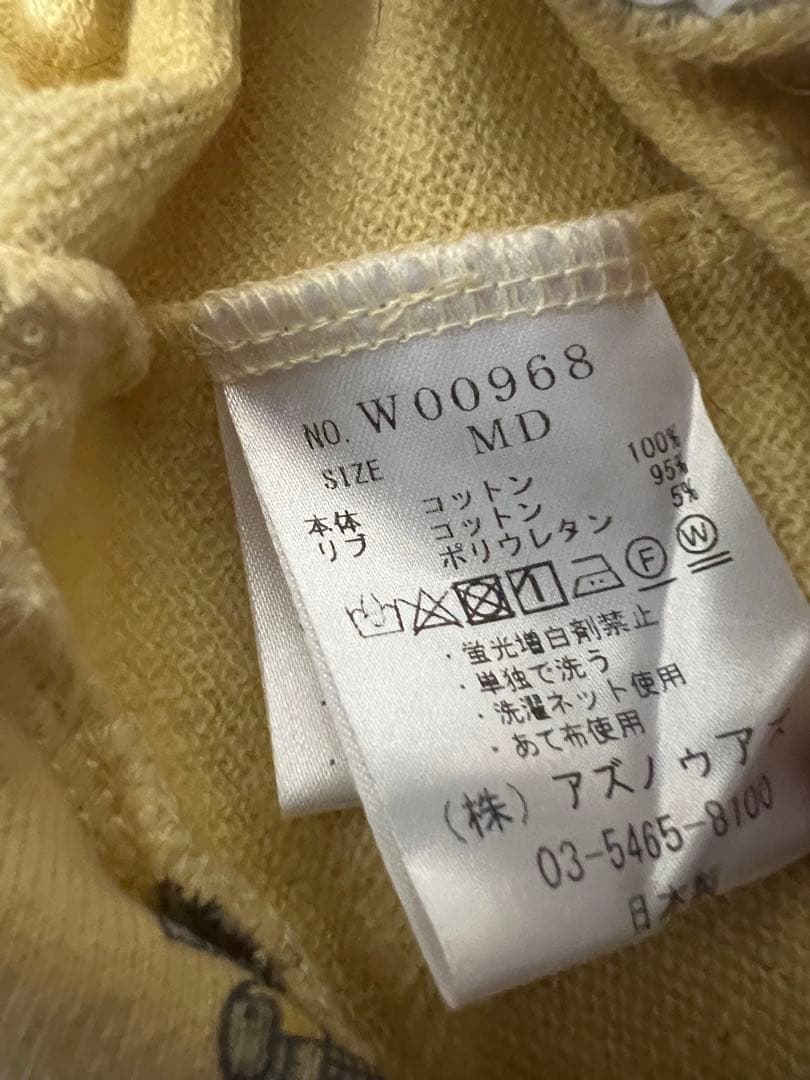 NO. W00968
SIZE MD
本体 コットン 100%
リブ コットン 95%
ポリウレタン 5%
F W
・蛍光増白剤禁止
・単独で洗う
・洗濯ネット使用
・あて布使用
(株) アズノゥアズ
03-5465-8100
日本製